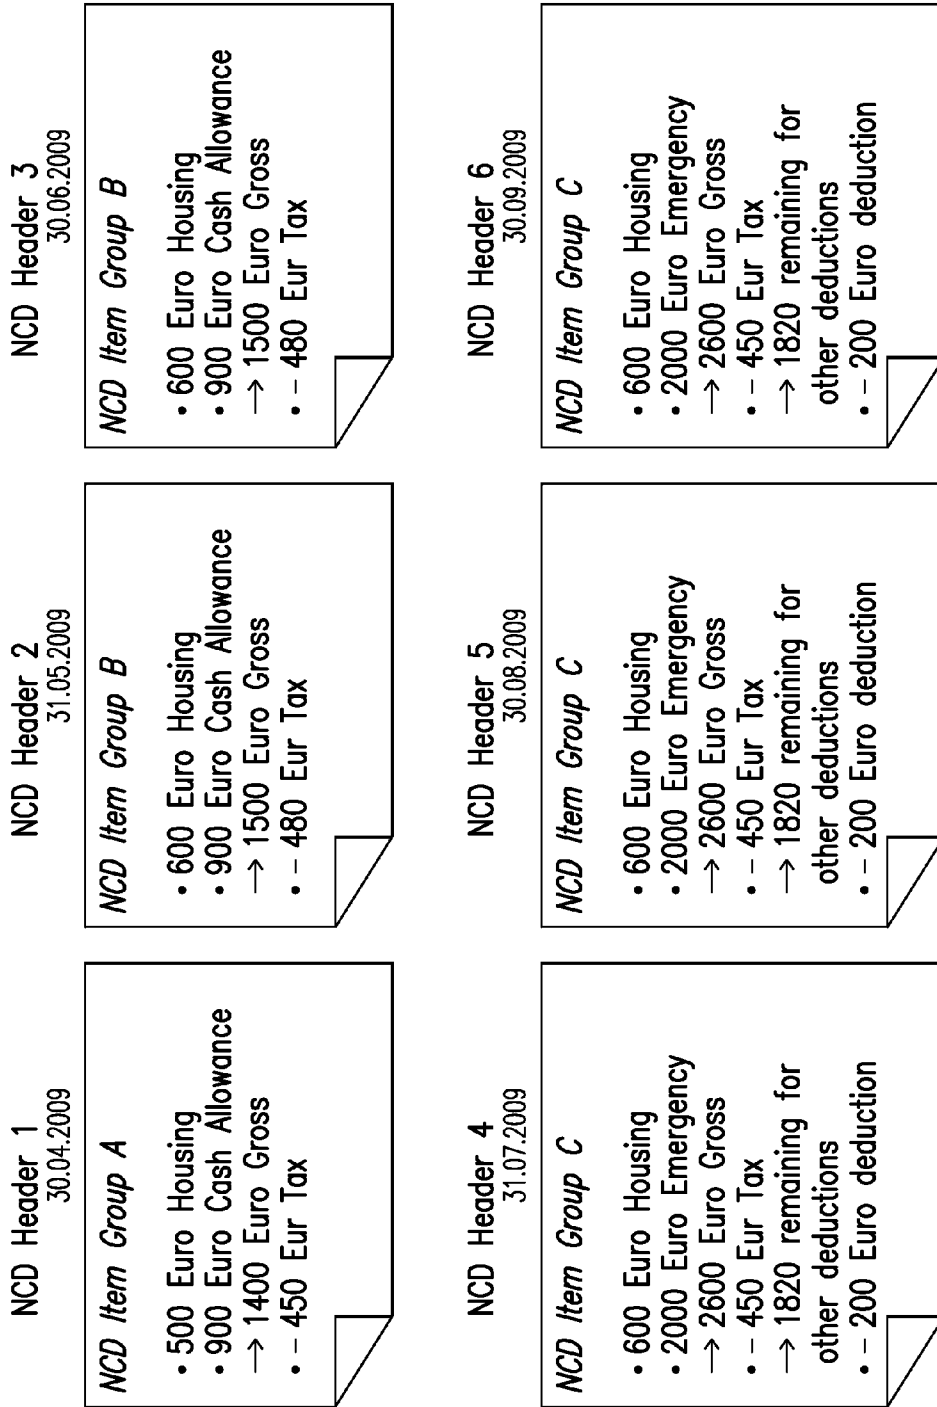 NCD Header 1
30.04.2009
NCD Item Group A
• 500 Euro Housing
• 900 Euro Cash Allowance
→ 1400 Euro Gross
• – 450 Eur Tax
NCD Header 2
31.05.2009
NCD Item Group B
• 600 Euro Housing
• 900 Euro Cash Allowance
→ 1500 Euro Gross
• – 480 Eur Tax
NCD Header 3
30.06.2009
NCD Item Group B
• 600 Euro Housing
• 900 Euro Cash Allowance
→ 1500 Euro Gross
• – 480 Eur Tax
NCD Header 4
31.07.2009
NCD Item Group C
• 600 Euro Housing
• 2000 Euro Emergency
→ 2600 Euro Gross
• – 450 Eur Tax
→ 1820 remaining for
other deductions
• – 200 Euro deduction
NCD Header 5
30.08.2009
NCD Item Group C
• 600 Euro Housing
• 2000 Euro Emergency
→ 2600 Euro Gross
• – 450 Eur Tax
→ 1820 remaining for
other deductions
• – 200 Euro deduction
NCD Header 6
30.09.2009
NCD Item Group C
• 600 Euro Housing
• 2000 Euro Emergency
→ 2600 Euro Gross
• – 450 Eur Tax
→ 1820 remaining for
other deductions
• – 200 Euro deduction